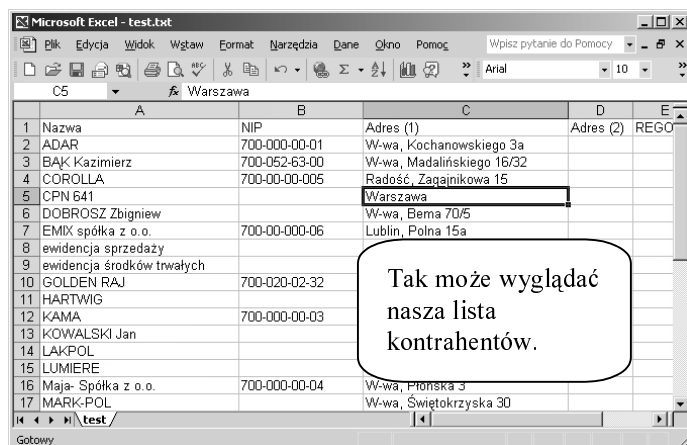 Microsoft Excel - test.txt
Plik Edycja Widok Wstaw Format Narzędzia Dane Okno Pomoc Wpisz pytanie do Pomocy
Arial 10
C5 fx Warszawa
A B C D E
1 Nazwa NIP Adres (1) Adres (2) REGO
2 ADAR 700-000-00-01 W-wa, Kochanowskiego 3a
3 BĄK Kazimierz 700-052-63-00 W-wa, Madalińskiego 16/32
4 COROLLA 700-00-00-005 Radość, Zagajnikowa 15
5 CPN 641 Warszawa
6 DOBROSZ Zbigniew W-wa, Bema 70/5
7 EMIX spółka z o.o. 700-00-000-06 Lublin, Polna 15a
8 ewidencja sprzedaży
9 ewidencja środków trwałych
10 GOLDEN RAJ 700-020-02-32
11 HARTWIG
12 KAMA 700-000-00-03
13 KOWALSKI Jan
14 LAKPOL
15 LUMIERE
16 Maja- Spółka z o.o. 700-000-00-04 W-wa, Płońska 3
17 MARK-POL W-wa, Świętokrzyska 30
Tak może wyglądać
nasza lista
kontrahentów.
test
Gotowy